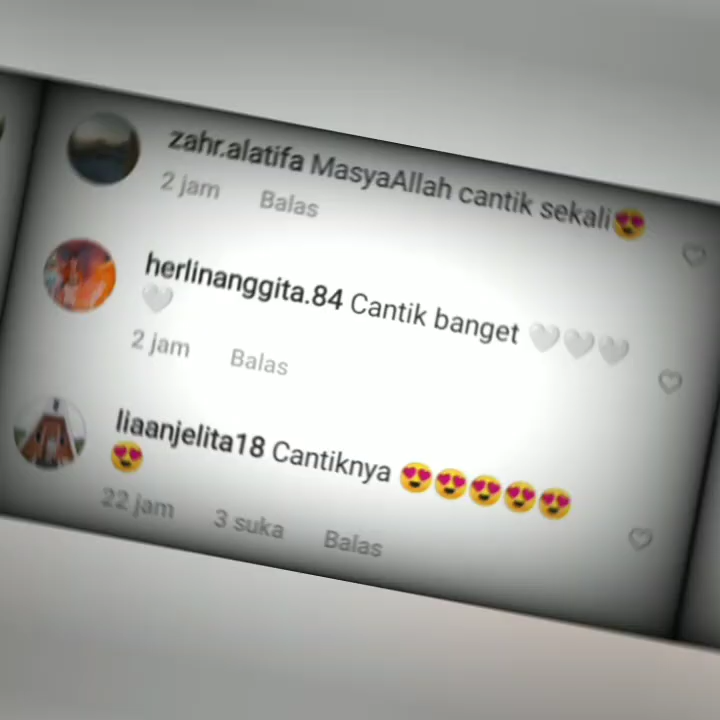 zahr.alatifa MasyaAllah cantik sekali😍
2 jam Balas
herlinanggita.84 Cantik banget 🤍🤍🤍
🤍
2 jam Balas
liaanjelita18 Cantiknya 😍😍😍😍😍
😍
22 jam 3 suka Balas